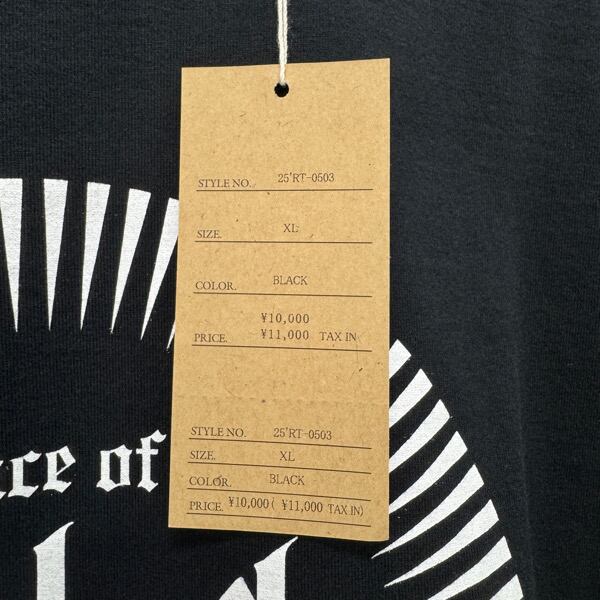 STYLE NO. 25'RT-0503
SIZE. XL
COLOR. BLACK
¥10,000
PRICE. ¥11,000 TAX IN
STYLE NO. 25'RT-0503
SIZE. XL
COLOR. BLACK
PRICE. ¥10,000( ¥11,000 TAX IN)
of